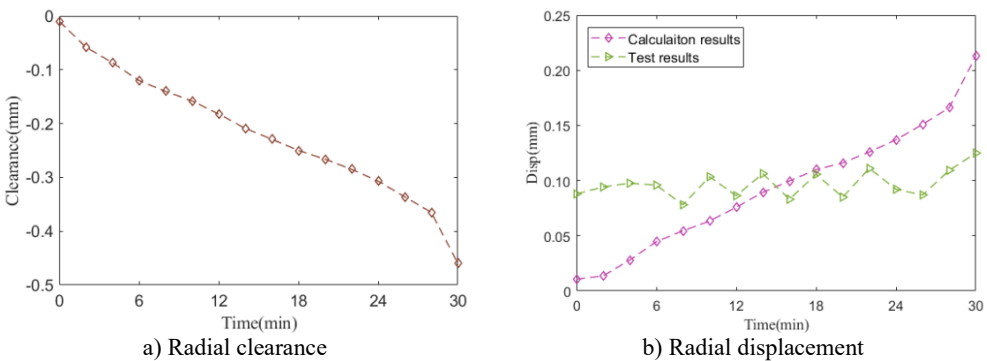 0
-0.1
-0.2
-0.3
-0.4
-0.5
Clearance(mm)
0 6 12 18 24 30
Time(min)
a) Radial clearance
0.25
0.20
0.15
0.10
0.05
0
Disp(mm)
Calculaiton results
Test results
0 6 12 18 24 30
Time(min)
b) Radial displacement